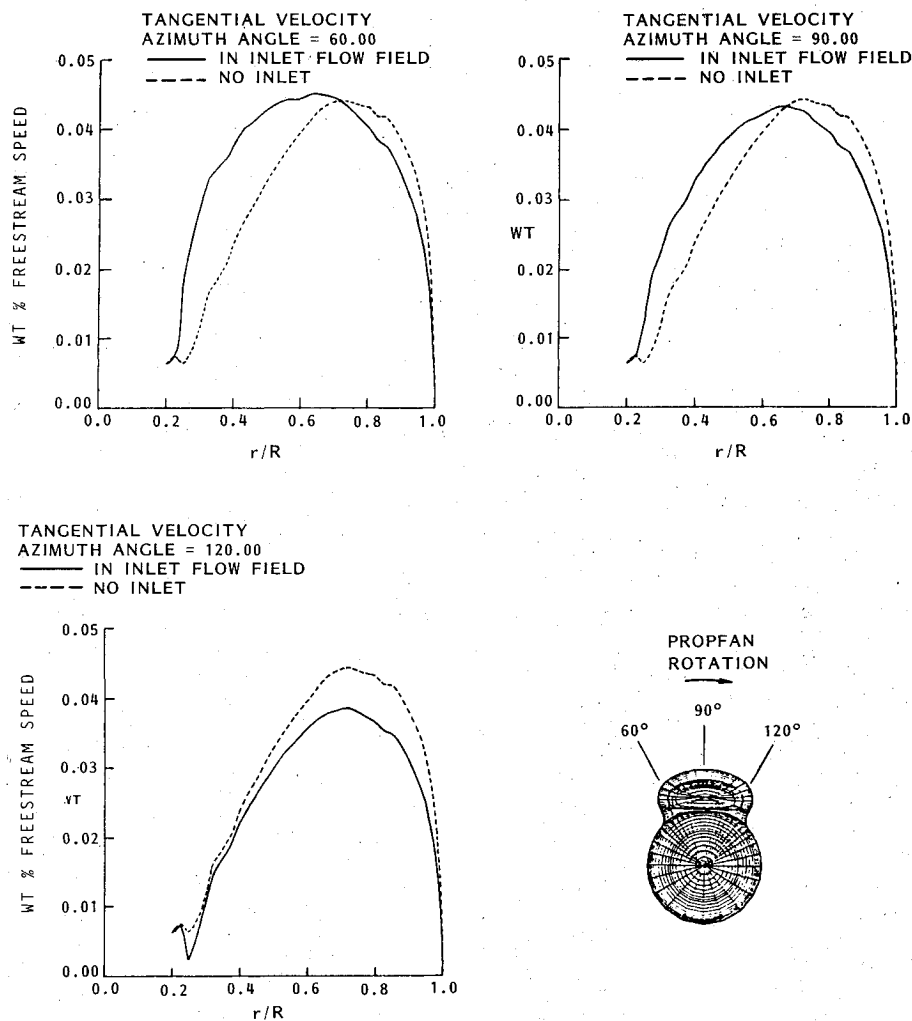 TANGENTIAL VELOCITY
AZIMUTH ANGLE = 60.00
IN INLET FLOW FIELD
NO INLET
WT % FREESTREAM SPEED
0.05
0.04
0.03
0.02
0.01
0.00
0.0 0.2 0.4 0.6 0.8 1.0
r/R
TANGENTIAL VELOCITY
AZIMUTH ANGLE = 90.00
IN INLET FLOW FIELD
NO INLET
WT
0.05
0.04
0.03
0.02
0.01
0.00
0.0 0.2 0.4 0.6 0.8 1.0
r/R
TANGENTIAL VELOCITY
AZIMUTH ANGLE = 120.00
IN INLET FLOW FIELD
NO INLET
WT % FREESTREAM SPEED
WT
0.05
0.04
0.03
0.02
0.01
0.00
0.0 0.2 0.4 0.6 0.8 1.0
r/R
PROPFAN
ROTATION
60°
90°
120°